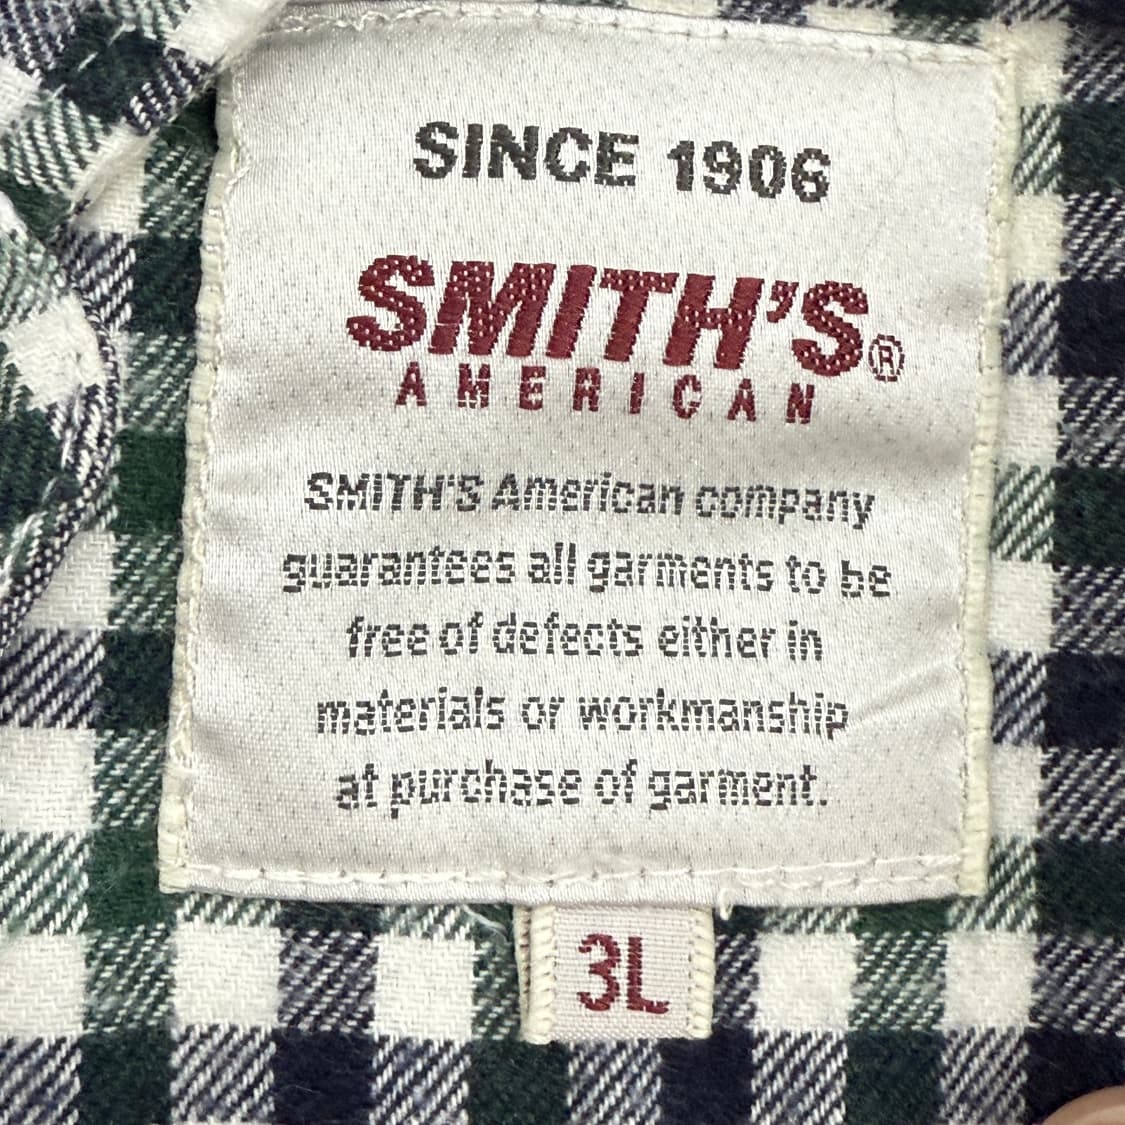 SINCE 1906
SMITH'S®
AMERICAN
SMITH'S American company
guarantees all garments to be
free of defects either in
materials or workmanship
at purchase of garment.
3L